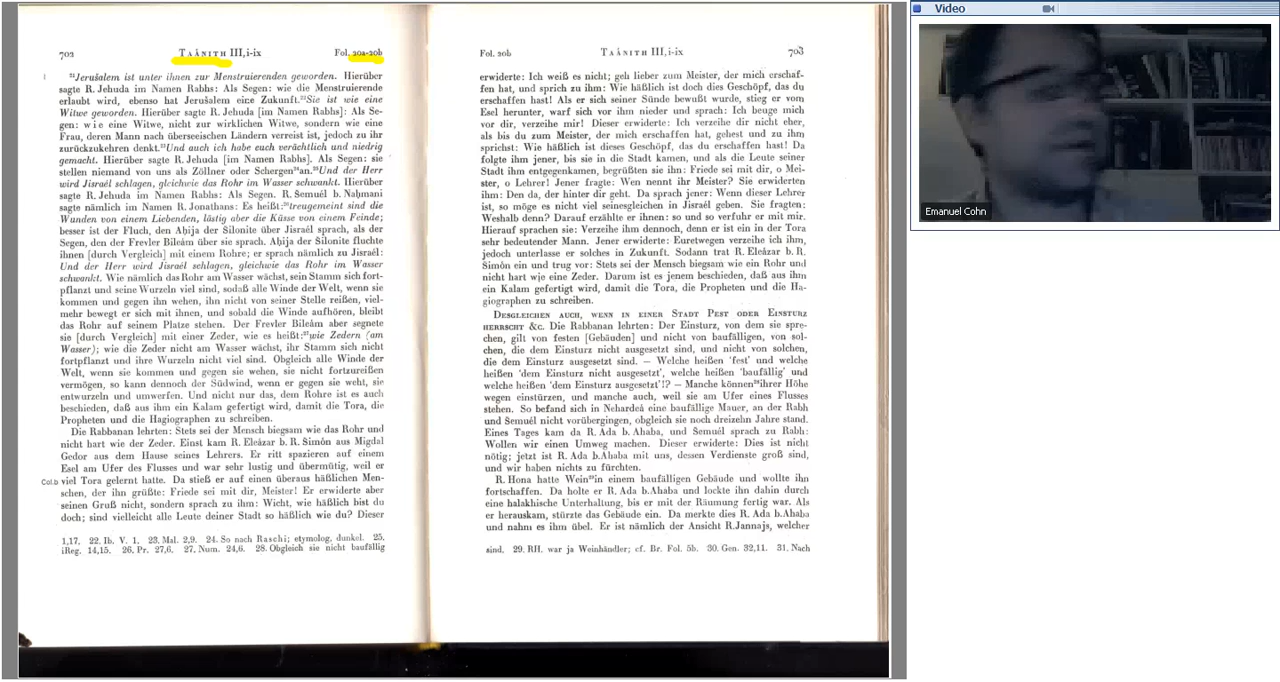 702 TAÂNITH III,i-ix Fol. 20a-20b
²¹Jerušalem ist unter ihnen zur Menstruierenden geworden. Hierüber
sagte R. Jehuda im Namen Rabhs: Als Segen: wie die Menstruierende
erlaubt wird, ebenso hat Jerušalem eine Zukunft.²²Sie ist wie eine
Witwe geworden. Hierüber sagte R. Jehuda [im Namen Rabhs]: Als Se-
gen: wie eine Witwe, nicht zur wirklichen Witwe, sondern wie eine
Frau, deren Mann nach überseeischen Ländern verreist ist, jedoch zu ihr
zurückzukehren denkt.²³Und auch ich habe euch verächtlich und niedrig
gemacht. Hierüber sagte R. Jehuda [im Namen Rabhs]. Als Segen: sie
stellen niemand von uns als Zöllner oder Schergen²⁴an.²⁵Und der Herr
wird Jisraél schlagen, gleichwie das Rohr im Wasser schwankt. Hierüber
sagte R. Jehuda im Namen Rabhs: Als Segen. R. Šemuél b. Naḥmani
sagte nämlich im Namen R. Jonathans: Es heißt:²⁶treugemeint sind die
Wunden von einem Liebenden, lästig aber die Küsse von einem Feinde;
besser ist der Fluch, den Aḥija der Šilonite über Jisraél sprach, als der
Segen, den der Frevler Bileâm über sie sprach. Aḥija der Šilonite fluchte
ihnen [durch Vergleich] mit einem Rohre; er sprach nämlich zu Jisraél:
Und der Herr wird Jisraél schlagen, gleichwie das Rohr im Wasser
schwankt. Wie nämlich das Rohr am Wasser wächst, sein Stamm sich fort-
pflanzt und seine Wurzeln viel sind, sodaß alle Winde der Welt, wenn sie
kommen und gegen ihn wehen, ihn nicht von seiner Stelle reißen, viel-
mehr bewegt er sich mit ihnen, und sobald die Winde aufhören, bleibt
das Rohr auf seinem Platze stehen. Der Frevler Bileâm aber segnete
sie [durch Vergleich] mit einer Zeder, wie es heißt:²⁷wie Zedern (am
Wasser); wie die Zeder nicht am Wasser wächst, ihr Stamm sich nicht
fortpflanzt und ihre Wurzeln nicht viel sind. Obgleich alle Winde der
Welt, wenn sie kommen und gegen sie wehen, sie nicht fortzureißen
vermögen, so kann dennoch der Südwind, wenn er gegen sie weht, sie
entwurzeln und umwerfen. Und nicht nur das, dem Rohre ist es auch
beschieden, daß aus ihm ein Kalam gefertigt wird, damit die Tora, die
Propheten und die Hagiographen zu schreiben.
Die Rabbanan lehrten: Stets sei der Mensch biegsam wie das Rohr und
nicht hart wie der Zeder. Einst kam R. Eleâzar b. R. Šimôn aus Migdal
Gedor aus dem Hause seines Lehrers. Er ritt spazieren auf einem
Esel am Ufer des Flusses und war sehr lustig und übermütig, weil er
Col.b viel Tora gelernt hatte. Da stieß er auf einen überaus häßlichen Men-
schen, der ihn grüßte: Friede sei mit dir, Meister! Er erwiderte aber
seinen Gruß nicht, sondern sprach zu ihm: Wicht, wie häßlich bist du
doch; sind vielleicht alle Leute deiner Stadt so häßlich wie du? Dieser
1,17. 22. Ib. V. 1. 23. Mal. 2,9. 24. So nach Raschi; etymolog. dunkel. 25.
iReg. 14,15. 26. Pr. 27,6. 27. Num. 24,6. 28. Obgleich sie nicht baufällig
Fol. 20b TAÂNITH III,i-ix 703
erwiderte: Ich weiß es nicht; geh lieber zum Meister, der mich erschaf-
fen hat, und sprich zu ihm: Wie häßlich ist doch dies Geschöpf, das du
erschaffen hast! Als er sich seiner Sünde bewußt wurde, stieg er vom
Esel herunter, warf sich vor ihm nieder und sprach: Ich beuge mich
vor dir, verzeihe mir! Dieser erwiderte: Ich verzeihe dir nicht eher,
als bis du zum Meister, der mich erschaffen hat, gehest und zu ihm
sprichst: Wie häßlich ist dieses Geschöpf, das du erschaffen hast! Da
folgte ihm jener, bis sie in die Stadt kamen, und als die Leute seiner
Stadt ihm entgegenkamen, begrüßten sie ihn: Friede sei mit dir, o Mei-
ster, o Lehrer! Jener fragte: Wen nennt ihr Meister? Sie erwiderten
ihm: Den da, der hinter dir geht. Da sprach jener: Wenn dieser Lehrer
ist, so möge es nicht viel seinesgleichen in Jisraél geben. Sie fragten:
Weshalb denn? Darauf erzählte er ihnen: so und so verfuhr er mit mir.
Hierauf sprachen sie: Verzeihe ihm dennoch, denn er ist ein in der Tora
sehr bedeutender Mann. Jener erwiderte: Euretwegen verzeihe ich ihm,
jedoch unterlasse er solches in Zukunft. Sodann trat R. Eleâzar b. R.
Šimôn ein und trug vor: Stets sei der Mensch biegsam wie ein Rohr und
nicht hart wie eine Zeder. Darum ist es jenem beschieden, daß aus ihm
ein Kalam gefertigt wird, damit die Tora, die Propheten und die Ha-
giographen zu schreiben.
DESGLEICHEN AUCH, WENN IN EINER STADT PEST ODER EINSTURZ
HERRSCHT &c. Die Rabbanan lehrten: Der Einsturz, von dem sie spre-
chen, gilt von festen [Gebäuden] und nicht von baufälligen, von sol-
chen, die dem Einsturz nicht ausgesetzt sind, und nicht von solchen,
die dem Einsturz ausgesetzt sind. – Welche heißen ‘fest’ und welche
heißen ‘dem Einsturz nicht ausgesetzt’, welche heißen ‘baufällig’ und
welche heißen ‘dem Einsturz ausgesetzt’!? – Manche können²⁸ihrer Höhe
wegen einstürzen, und manche auch, weil sie am Ufer eines Flusses
stehen. So befand sich in Nehardeâ eine baufällige Mauer, an der Rabh
und Šemuél nicht vorübergingen, obgleich sie noch dreizehn Jahre stand.
Eines Tages kam da R. Ada b. Ahaba, und Šemuél sprach zu Rabh:
Wollen wir einen Umweg machen. Dieser erwiderte: Dies ist nicht
nötig; jetzt ist R. Ada b.Ahaba mit uns, dessen Verdienste groß sind,
und wir haben nichts zu fürchten.
R. Hona hatte Wein²⁹in einem baufälligen Gebäude und wollte ihn
fortschaffen. Da holte er R. Ada b.Ahaba und lockte ihn dahin durch
eine halakhische Unterhaltung, bis er mit der Räumung fertig war. Als
er herauskam, stürzte das Gebäude ein. Da merkte dies R. Ada b.Ahaba
und nahm es ihm übel. Er ist nämlich der Ansicht R.Jannajs, welcher
sind. 29. RH. war ja Weinhändler; cf. Br. Fol. 5b. 30. Gen. 32,11. 31. Nach
Video
Emanuel Cohn